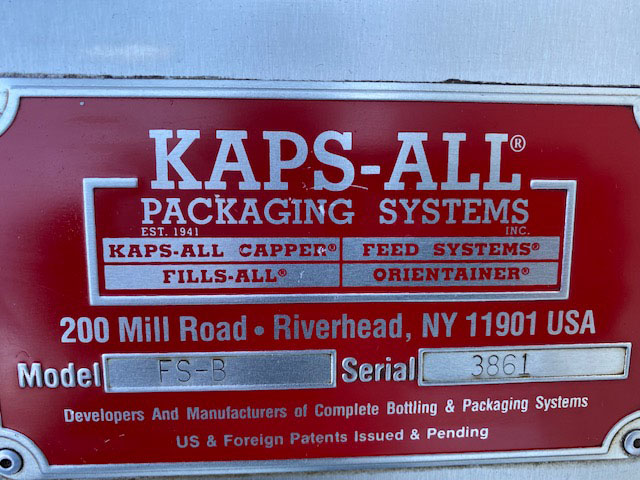 KAPS-ALL®
PACKAGING SYSTEMS
EST. 1941 INC.
KAPS-ALL CAPPER® FEED SYSTEMS®
FILLS-ALL® ORIENTAINER®
200 Mill Road • Riverhead, NY 11901 USA
Model FS-B Serial 3861
Developers And Manufacturers of Complete Bottling & Packaging Systems
US & Foreign Patents Issued & Pending